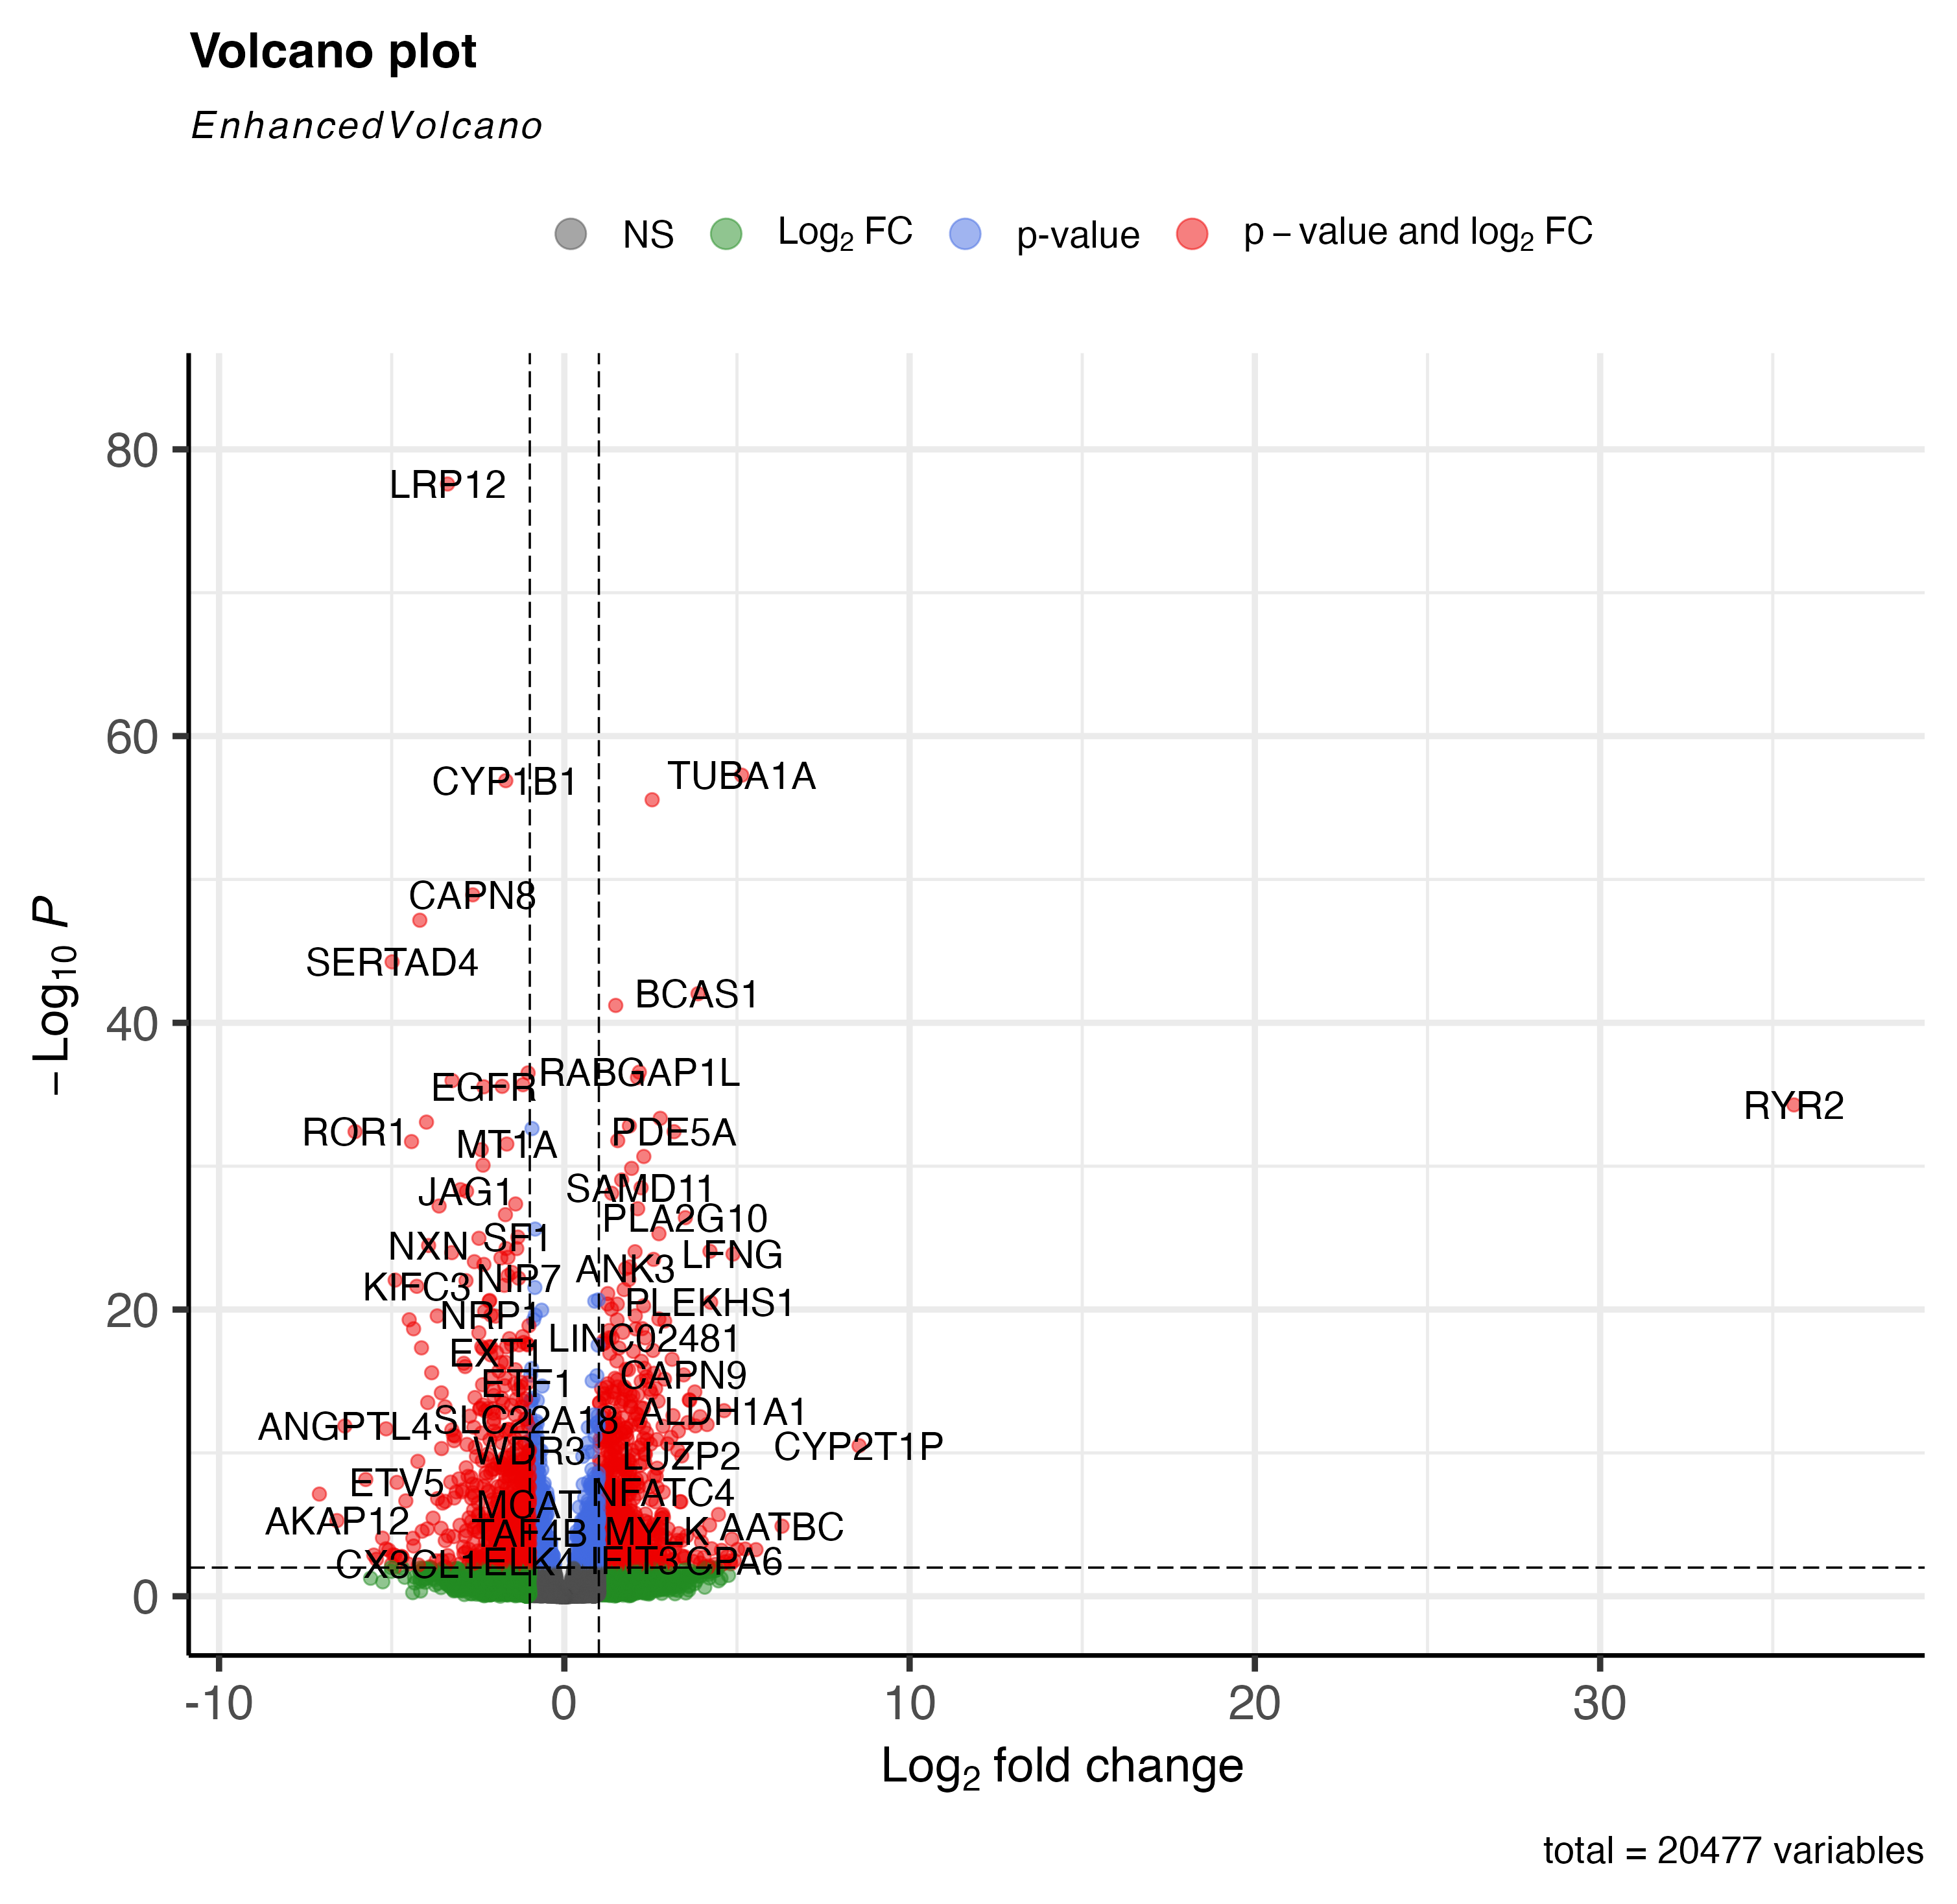 Volcano plot
EnhancedVolcano
NS Log2 FC p-value p − value and log2 FC
80
LRP12
60
CYP1B1 TUBA1A
CAPN8
SERTAD4
BCAS1
40
−Log10 P
EGFR RABGAP1L
RYR2
ROR1 MT1A PDE5A
JAG1 SAMD11
PLA2G10
NXN SF1 LFNG
KIFC3 NIP7 ANK3
20
NRP1 PLEKHS1
EXT1 LINC02481
ETF1 CAPN9
ANGPTL4 SLC22A18 ALDH1A1
WDR3 LUZP2 CYP2T1P
ETV5 MCAT NFATC4
AKAP12 TAF4B MYLK AATBC
CX3CL1 ELK4 IFIT3 CPA6
0
-10 0 10 20 30
Log2 fold change
total = 20477 variables